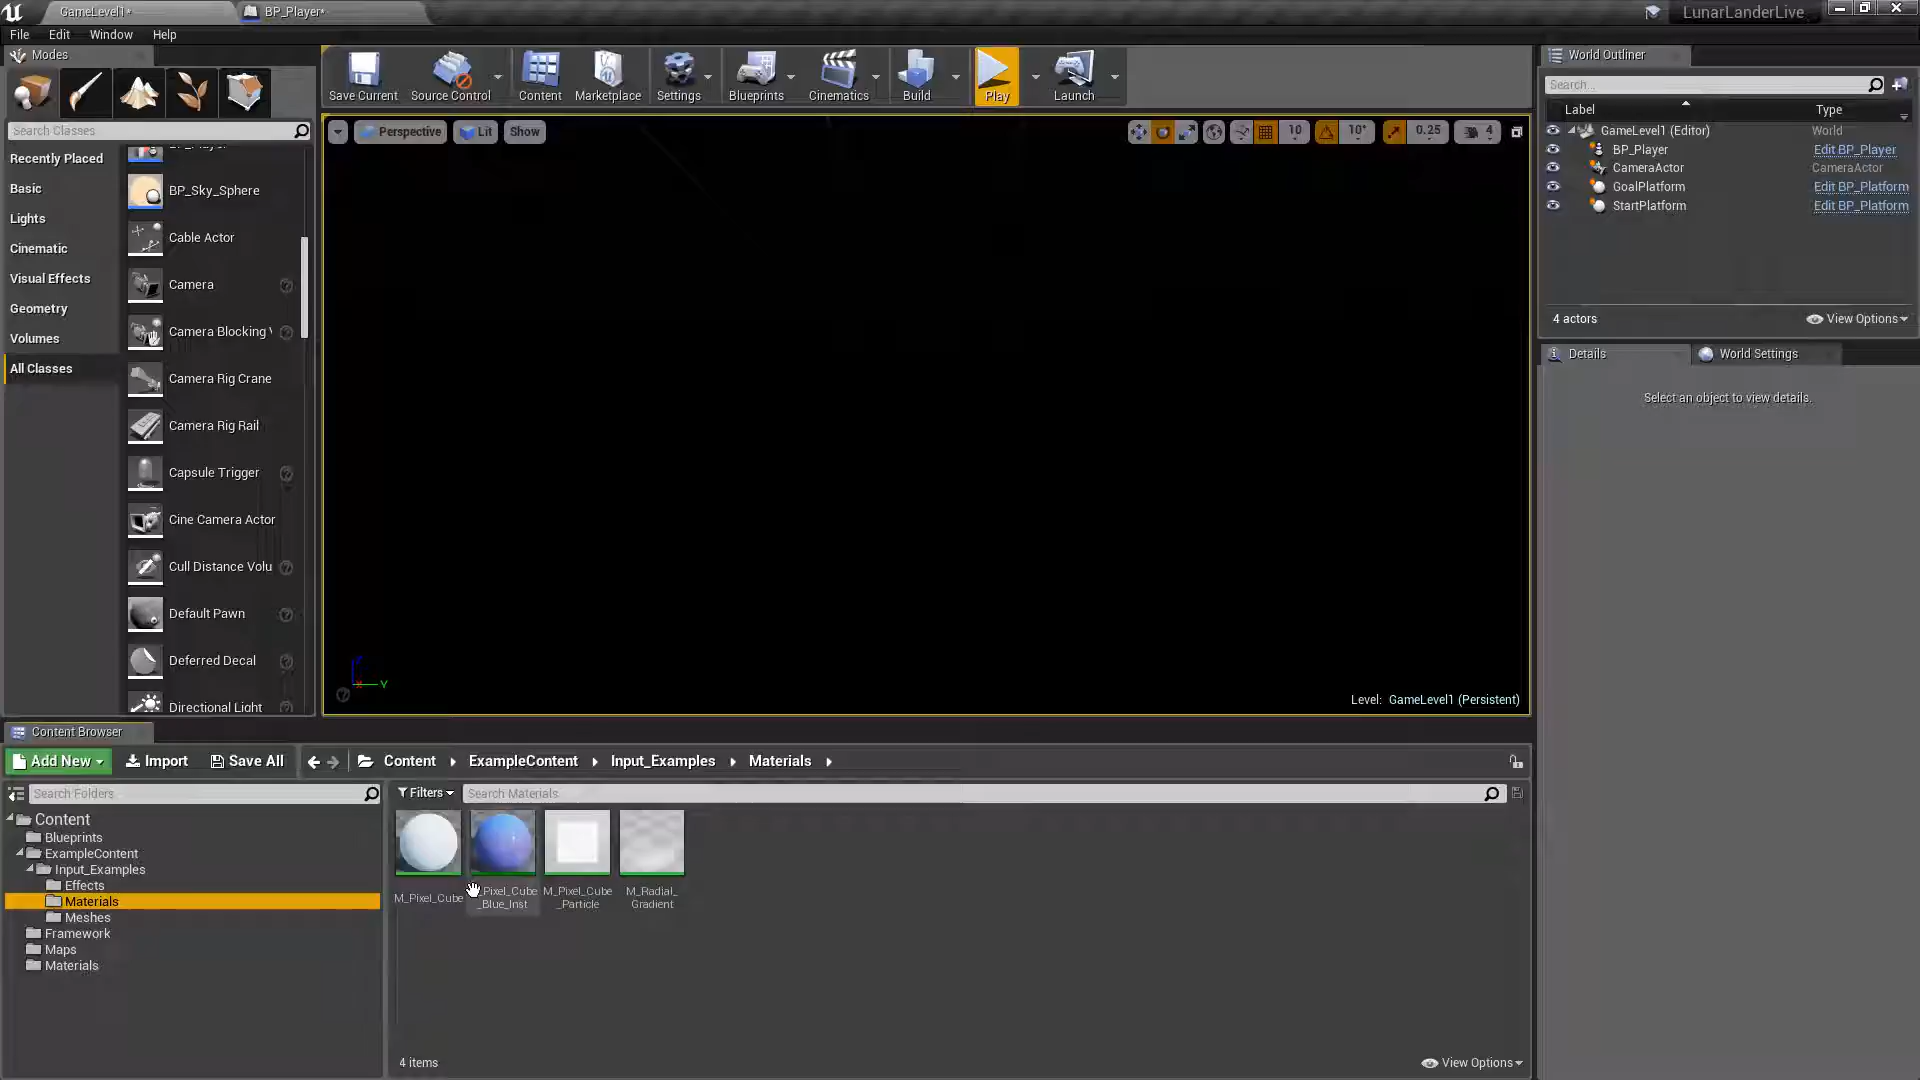 GameLevel1*
BP_Player*
LunarLanderLive
File Edit Window Help
Modes
Search Classes
Recently Placed
Basic
Lights
Cinematic
Visual Effects
Geometry
Volumes
All Classes
BP_Player
BP_Sky_Sphere
Cable Actor
Camera
Camera Blocking V
Camera Rig Crane
Camera Rig Rail
Capsule Trigger
Cine Camera Actor
Cull Distance Volu
Default Pawn
Deferred Decal
Directional Light
Save Current Source Control Content Marketplace Settings Blueprints Cinematics Build Play Launch
Perspective Lit Show
10 10° 0.25 4
Z
X Y
Level: GameLevel1 (Persistent)
World Outliner
Search...
Label Type
GameLevel1 (Editor) World
BP_Player Edit BP_Player
CameraActor CameraActor
GoalPlatform Edit BP_Platform
StartPlatform Edit BP_Platform
4 actors View Options
Details World Settings
Select an object to view details.
Content Browser
Add New Import Save All Content ExampleContent Input_Examples Materials
Search Folders
Filters Search Materials
Content
Blueprints
ExampleContent
Input_Examples
Effects
Materials
Meshes
Framework
Maps
Materials
M_Pixel_Cube
_Pixel_Cube
_Blue_Inst
M_Pixel_Cube
_Particle
M_Radial_
Gradient
4 items View Options